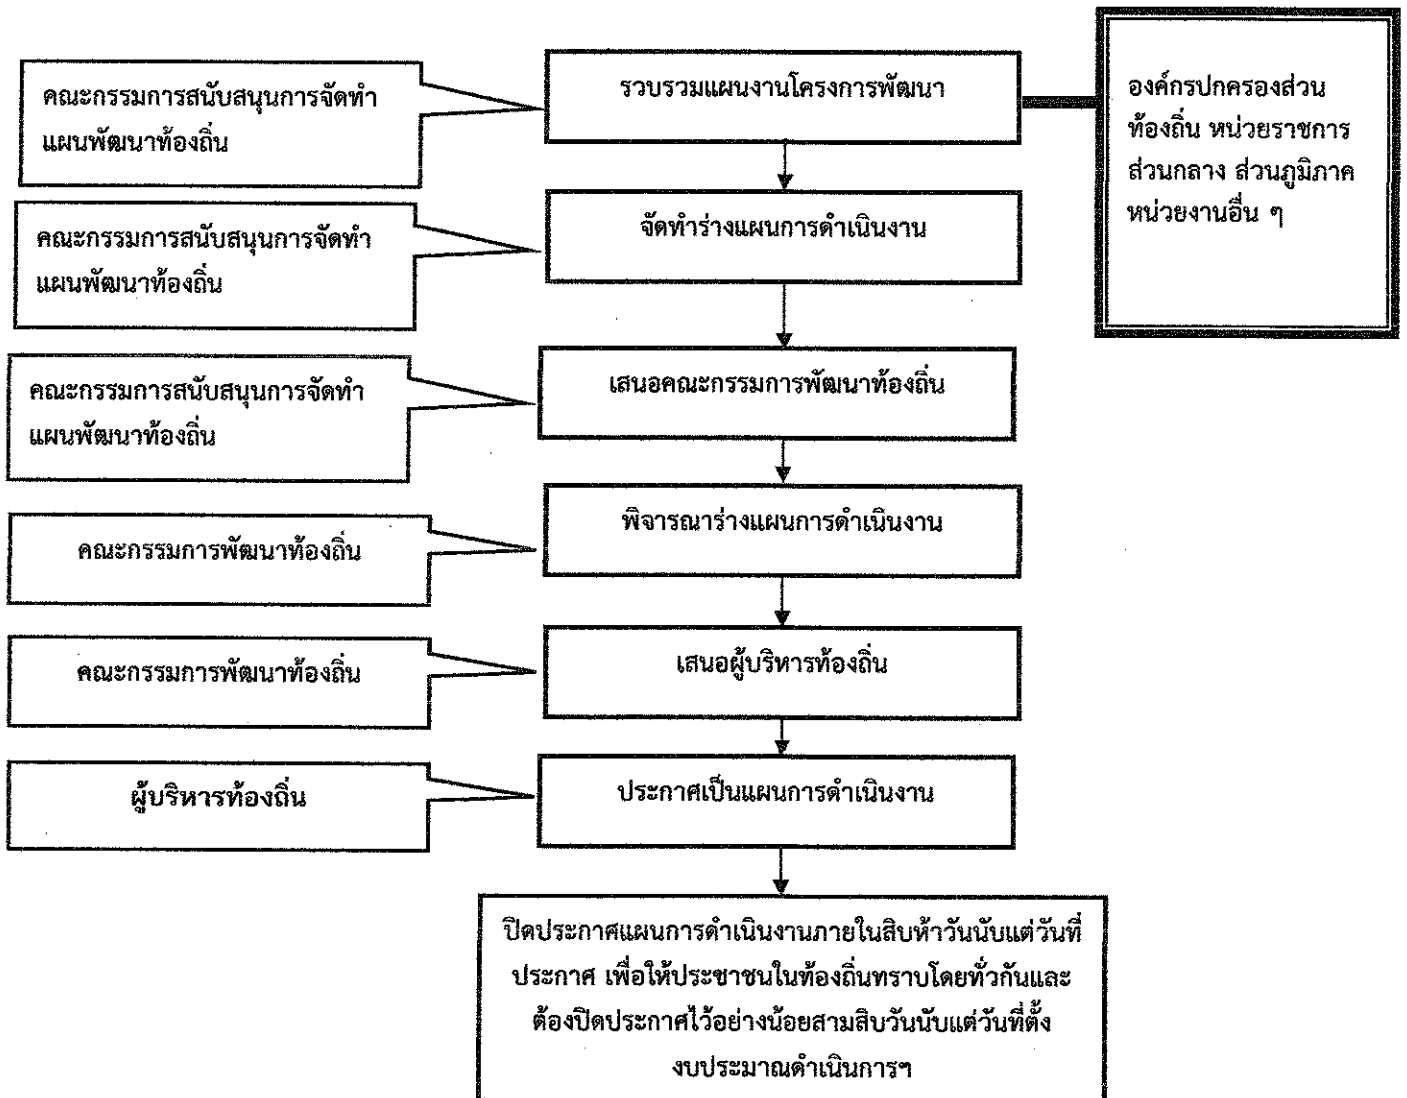 คณะกรรมการสนับสนุนการจัดทำ
แผนพัฒนาท้องถิ่น
รวบรวมแผนงานโครงการพัฒนา
องค์กรปกครองส่วน
ท้องถิ่น หน่วยราชการ
ส่วนกลาง ส่วนภูมิภาค
หน่วยงานอื่น ๆ
คณะกรรมการสนับสนุนการจัดทำ
แผนพัฒนาท้องถิ่น
จัดทำร่างแผนการดำเนินงาน
คณะกรรมการสนับสนุนการจัดทำ
แผนพัฒนาท้องถิ่น
เสนอคณะกรรมการพัฒนาท้องถิ่น
คณะกรรมการพัฒนาท้องถิ่น
พิจารณาร่างแผนการดำเนินงาน
คณะกรรมการพัฒนาท้องถิ่น
เสนอผู้บริหารท้องถิ่น
ผู้บริหารท้องถิ่น
ประกาศเป็นแผนการดำเนินงาน
ปิดประกาศแผนการดำเนินงานภายในสิบห้าวันนับแต่วันที่
ประกาศ เพื่อให้ประชาชนในท้องถิ่นทราบโดยทั่วกันและ
ต้องปิดประกาศไว้อย่างน้อยสามสิบวันนับแต่วันที่ตั้ง
งบประมาณดำเนินการฯ